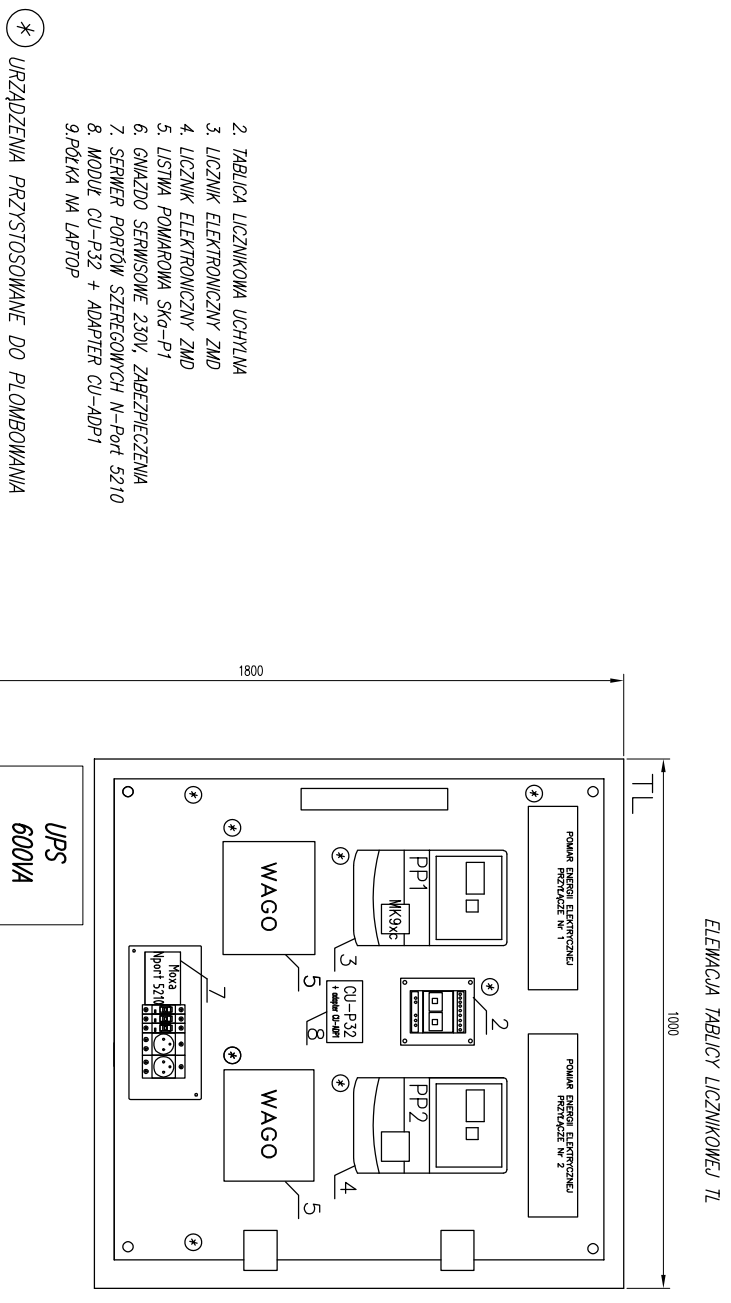 ELEWACJA TABLICY LICZNIKOWEJ TL
1000
TL
1800
POMIAR ENERGII ELEKTRYCZNEJ
PRZYŁĄCZE Nr 1
POMIAR ENERGII ELEKTRYCZNEJ
PRZYŁĄCZE Nr 2
2
PP1
MK9xc
3
PP2
4
CU-P32
+ adapter CU-ADP1
8
WAGO
5
WAGO
5
Moxa
Nport 5210
7
UPS
600VA
2. TABLICA LICZNIKOWA UCHYLNA
3. LICZNIK ELEKTRONICZNY ZMD
4. LICZNIK ELEKTRONICZNY ZMD
5. LISTWA POMIAROWA SKa-P1
6. GNIAZDO SERWISOWE 230V, ZABEZPIECZENIA
7. SERWER PORTÓW SZEREGOWYCH N-Port 5210
8. MODUŁ CU-P32 + ADAPTER CU-ADP1
9.PÓŁKA NA LAPTOP
* URZĄDZENIA PRZYSTOSOWANE DO PLOMBOWANIA